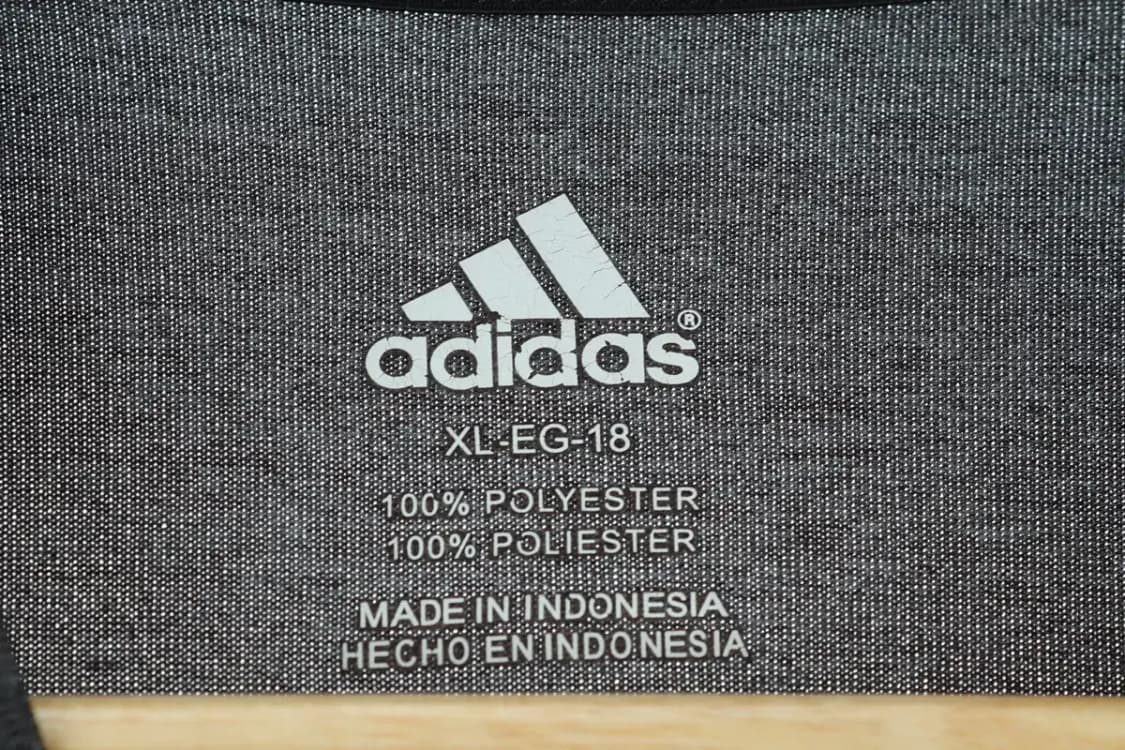 adidas®
XL-EG-18
100% POLYESTER
100% POLIESTER
MADE IN INDONESIA
HECHO EN INDONESIA